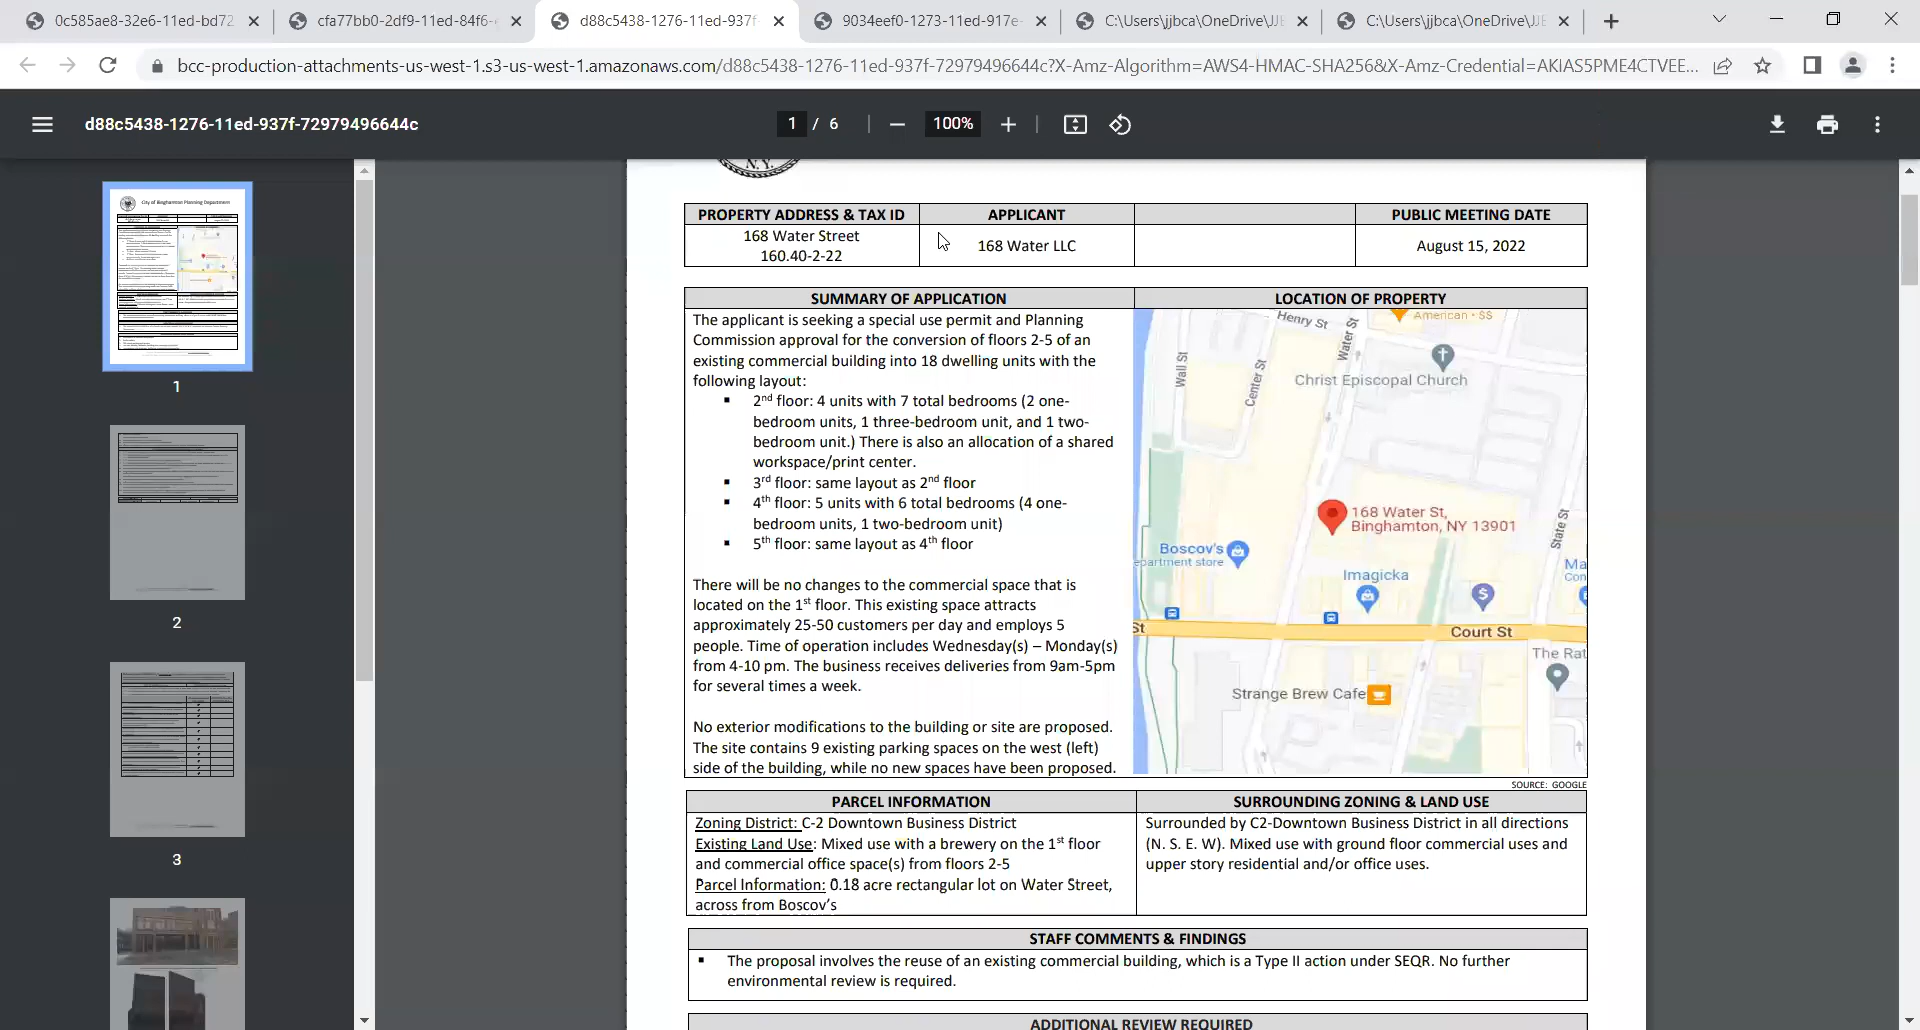 0c585ae8-32e6-11ed-bd72
cfa77bb0-2df9-11ed-84f6-
d88c5438-1276-11ed-937f-
9034eef0-1273-11ed-917e-
C:\Users\jjbca\OneDrive\JJB
C:\Users\jjbca\OneDrive\JJB
bcc-production-attachments-us-west-1.s3-us-west-1.amazonaws.com/d88c5438-1276-11ed-937f-72979496644c?X-Amz-Algorithm=AWS4-HMAC-SHA256&X-Amz-Credential=AKIAS5PME4CTVEE...
d88c5438-1276-11ed-937f-72979496644c
1 / 6
100%
City of Binghamton Planning Department
1
2
3
N.Y.
PROPERTY ADDRESS & TAX ID
APPLICANT
PUBLIC MEETING DATE
168 Water Street
160.40-2-22
168 Water LLC
August 15, 2022
SUMMARY OF APPLICATION
The applicant is seeking a special use permit and Planning
Commission approval for the conversion of floors 2-5 of an
existing commercial building into 18 dwelling units with the
following layout:
▪ 2nd floor: 4 units with 7 total bedrooms (2 one-
bedroom units, 1 three-bedroom unit, and 1 two-
bedroom unit.) There is also an allocation of a shared
workspace/print center.
▪ 3rd floor: same layout as 2nd floor
▪ 4th floor: 5 units with 6 total bedrooms (4 one-
bedroom units, 1 two-bedroom unit)
▪ 5th floor: same layout as 4th floor
There will be no changes to the commercial space that is
located on the 1st floor. This existing space attracts
approximately 25-50 customers per day and employs 5
people. Time of operation includes Wednesday(s) – Monday(s)
from 4-10 pm. The business receives deliveries from 9am-5pm
for several times a week.
No exterior modifications to the building or site are proposed.
The site contains 9 existing parking spaces on the west (left)
side of the building, while no new spaces have been proposed.
LOCATION OF PROPERTY
Henry St
Water St
American · $$
Wall St
Center St
Christ Episcopal Church
168 Water St,
Binghamton, NY 13901
State St
Boscov's
epartment store
Imagicka
Ma
Con
$
St
Court St
The Rat
Strange Brew Cafe
SOURCE: GOOGLE
PARCEL INFORMATION
Zoning District: C-2 Downtown Business District
Existing Land Use: Mixed use with a brewery on the 1st floor
and commercial office space(s) from floors 2-5
Parcel Information: 0.18 acre rectangular lot on Water Street,
across from Boscov's
SURROUNDING ZONING & LAND USE
Surrounded by C2-Downtown Business District in all directions
(N. S. E. W). Mixed use with ground floor commercial uses and
upper story residential and/or office uses.
STAFF COMMENTS & FINDINGS
▪ The proposal involves the reuse of an existing commercial building, which is a Type II action under SEQR. No further
environmental review is required.
ADDITIONAL REVIEW REQUIRED